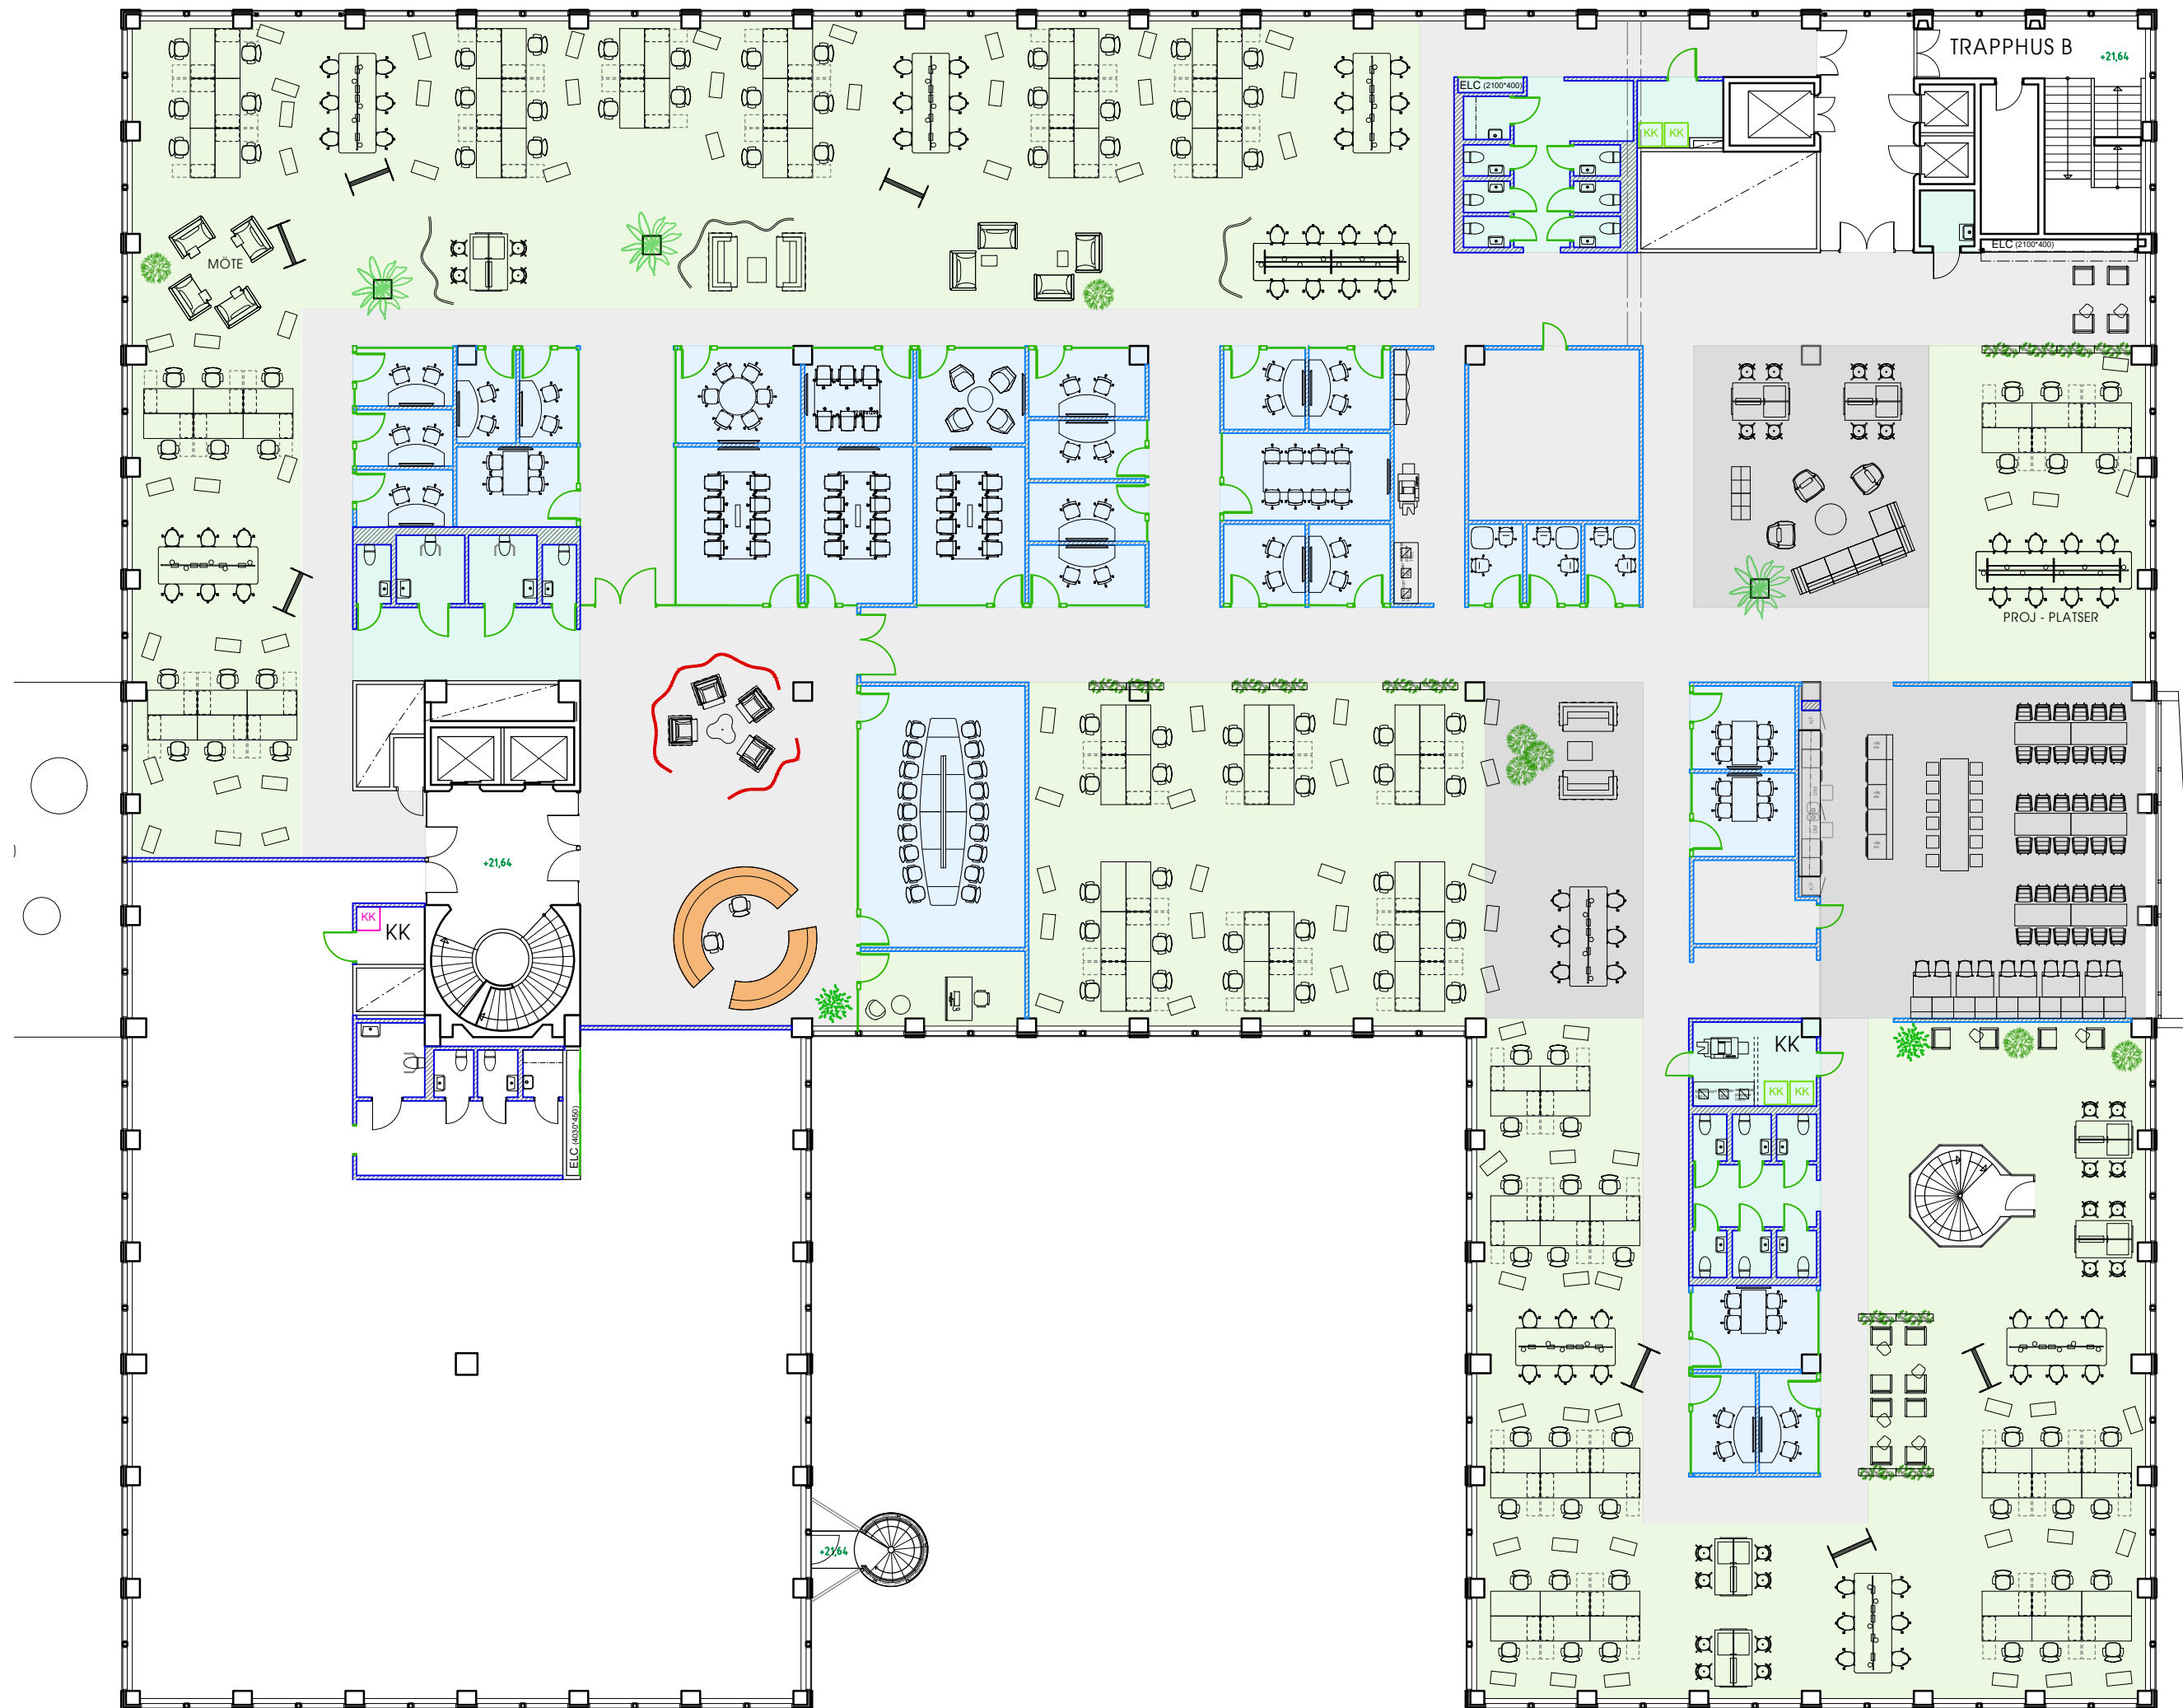 TRAPPHUS B
+21,64
ELC (2100*400)
KK KK
ELC (2100*400)
MÖTE
PROJ - PLATSER
+21,64
KK
KK
KK
KK KK
ELC (4030*450)
+21,64